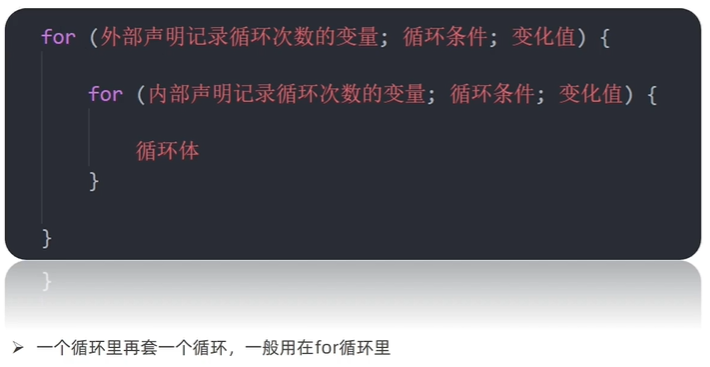 for (外部声明记录循环次数的变量; 循环条件; 变化值) {
for (内部声明记录循环次数的变量; 循环条件; 变化值) {
循环体
}
}
}
➢ 一个循环里再套一个循环，一般用在for循环里